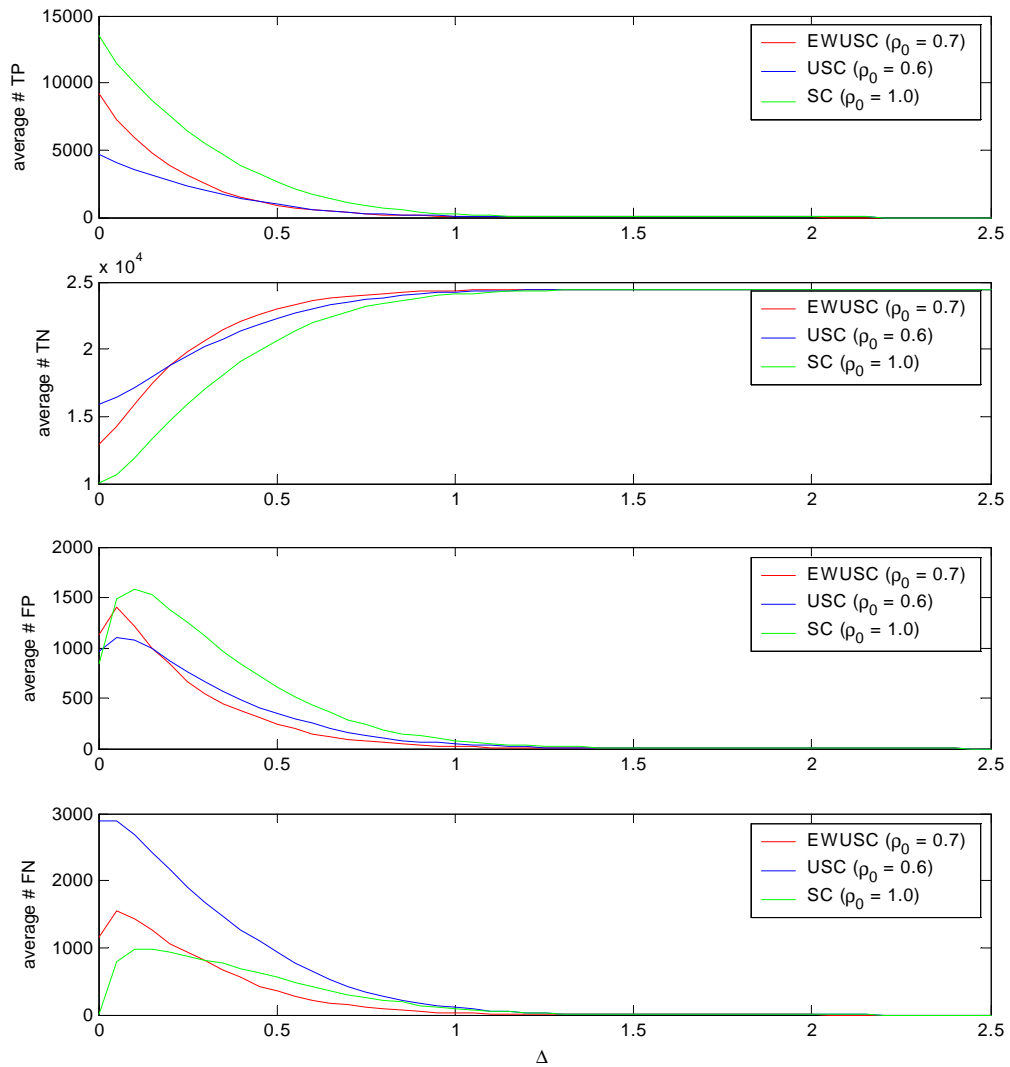 15000
10000
5000
0
average # TP
EWUSC (ρ0 = 0.7)
USC (ρ0 = 0.6)
SC (ρ0 = 1.0)
0 0.5 1 1.5 2 2.5
x 10^4
2.5
2
1.5
1
average # TN
EWUSC (ρ0 = 0.7)
USC (ρ0 = 0.6)
SC (ρ0 = 1.0)
0 0.5 1 1.5 2 2.5
2000
1500
1000
500
0
average # FP
EWUSC (ρ0 = 0.7)
USC (ρ0 = 0.6)
SC (ρ0 = 1.0)
0 0.5 1 1.5 2 2.5
3000
2000
1000
0
average # FN
EWUSC (ρ0 = 0.7)
USC (ρ0 = 0.6)
SC (ρ0 = 1.0)
0 0.5 1 1.5 2 2.5
Δ